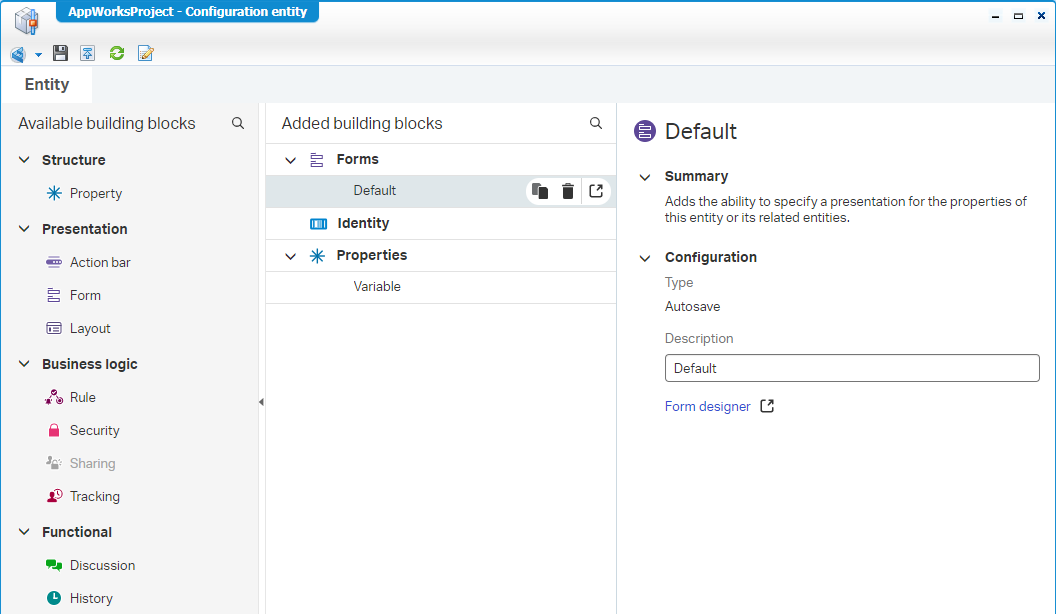 AppWorksProject - Configuration entity
Entity
Available building blocks
Structure
Property
Presentation
Action bar
Form
Layout
Business logic
Rule
Security
Sharing
Tracking
Functional
Discussion
History
Added building blocks
Forms
Default
Identity
Properties
Variable
Default
Summary
Adds the ability to specify a presentation for the properties of
this entity or its related entities.
Configuration
Type
Autosave
Description
Default
Form designer